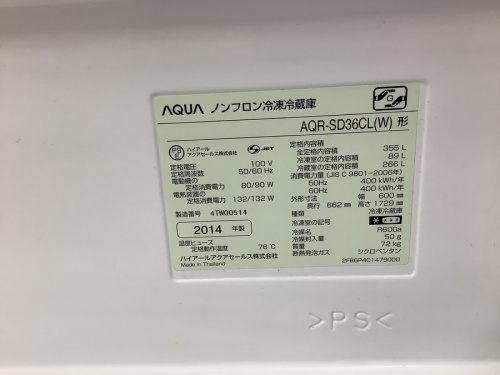 AQUA ノンフロン冷凍冷蔵庫
G
AQR-SD36CL(W) 形
PS E ハイアール
アクアセールス株式会社
JET
定格電圧 100 V
定格周波数 50/60 Hz
電動機の
定格消費電力 80/90 W
電熱装置の
定格消費電力 132/132 W
製造番号 4TW00514
2014 年製
温度ヒューズ
定格動作温度 76℃
ハイアールアクアセールス株式会社
Made in Thailand
定格内容積
全定格内容積 355 L
冷凍室の定格内容積 89 L
冷蔵室の定格内容積 266 L
消費電力量 (JIS C 9801-2006年)
50Hz 400 kWh/年
60Hz 400 kWh/年
外形寸法 幅 600 mm
奥行 662 mm 高さ 1729 mm
種類 冷凍冷蔵庫
冷凍室の記号
冷媒名 R600a
冷媒封入量 50 g
質量 72 kg
断熱発泡ガス シクロペンタン
2FB6P401479000
>PS<